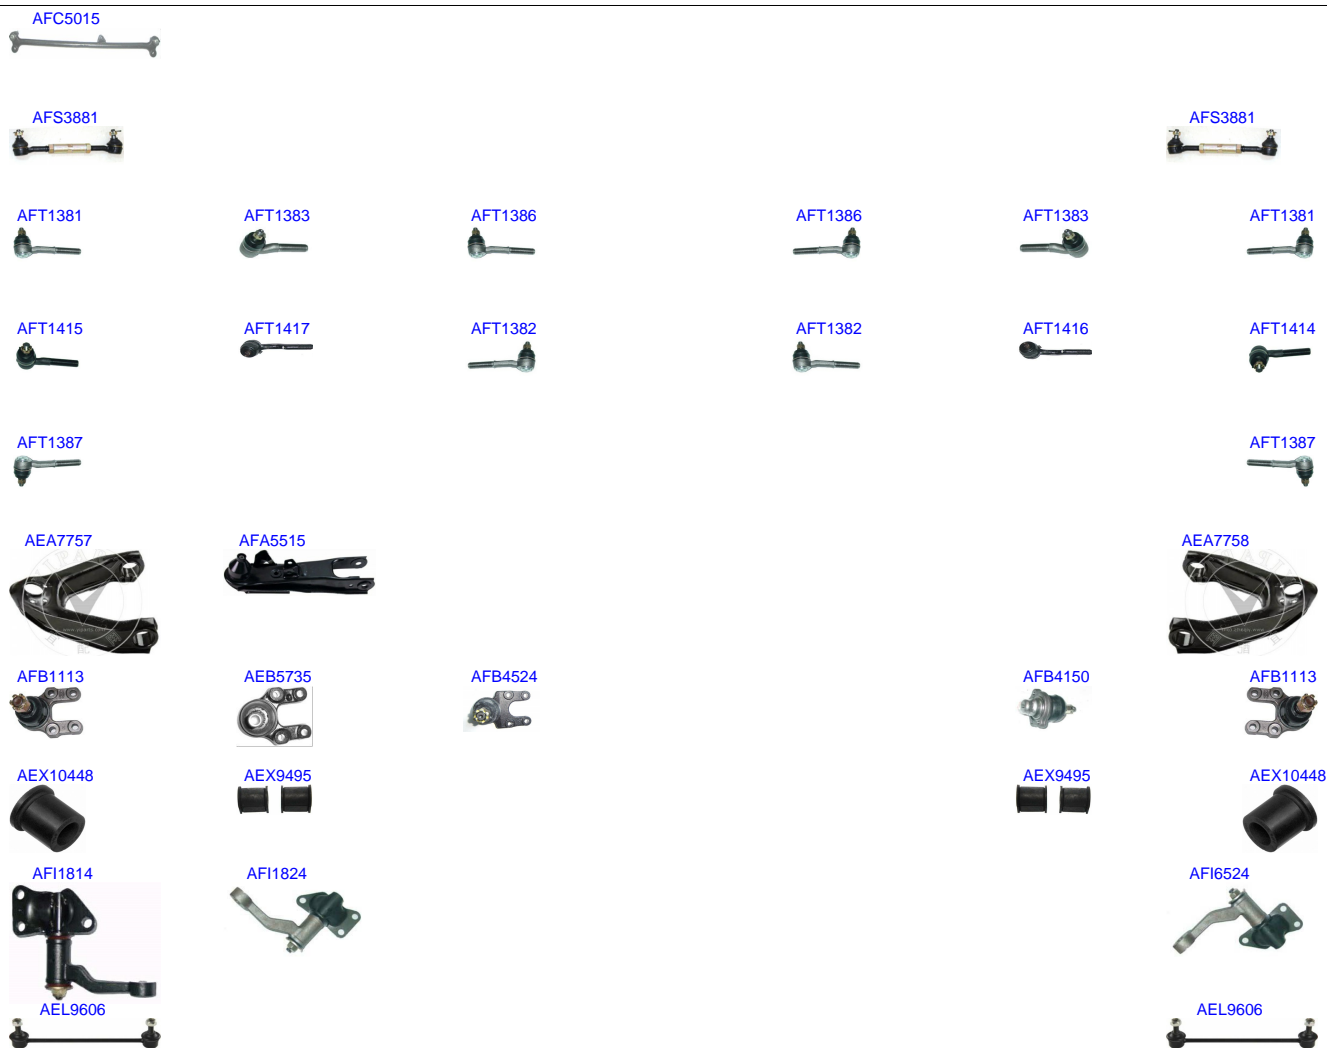 AFC5015
AFS3881 AFS3881
AFT1381 AFT1383 AFT1386 AFT1386 AFT1383 AFT1381
AFT1415 AFT1417 AFT1382 AFT1382 AFT1416 AFT1414
AFT1387 AFT1387
AEA7757 AFA5515 AEA7758
AFB1113 AEB5735 AFB4524 AFB4150 AFB1113
AEX10448 AEX9495 AEX9495 AEX10448
AFI1814 AFI1824 AFI6524
AEL9606 AEL9606